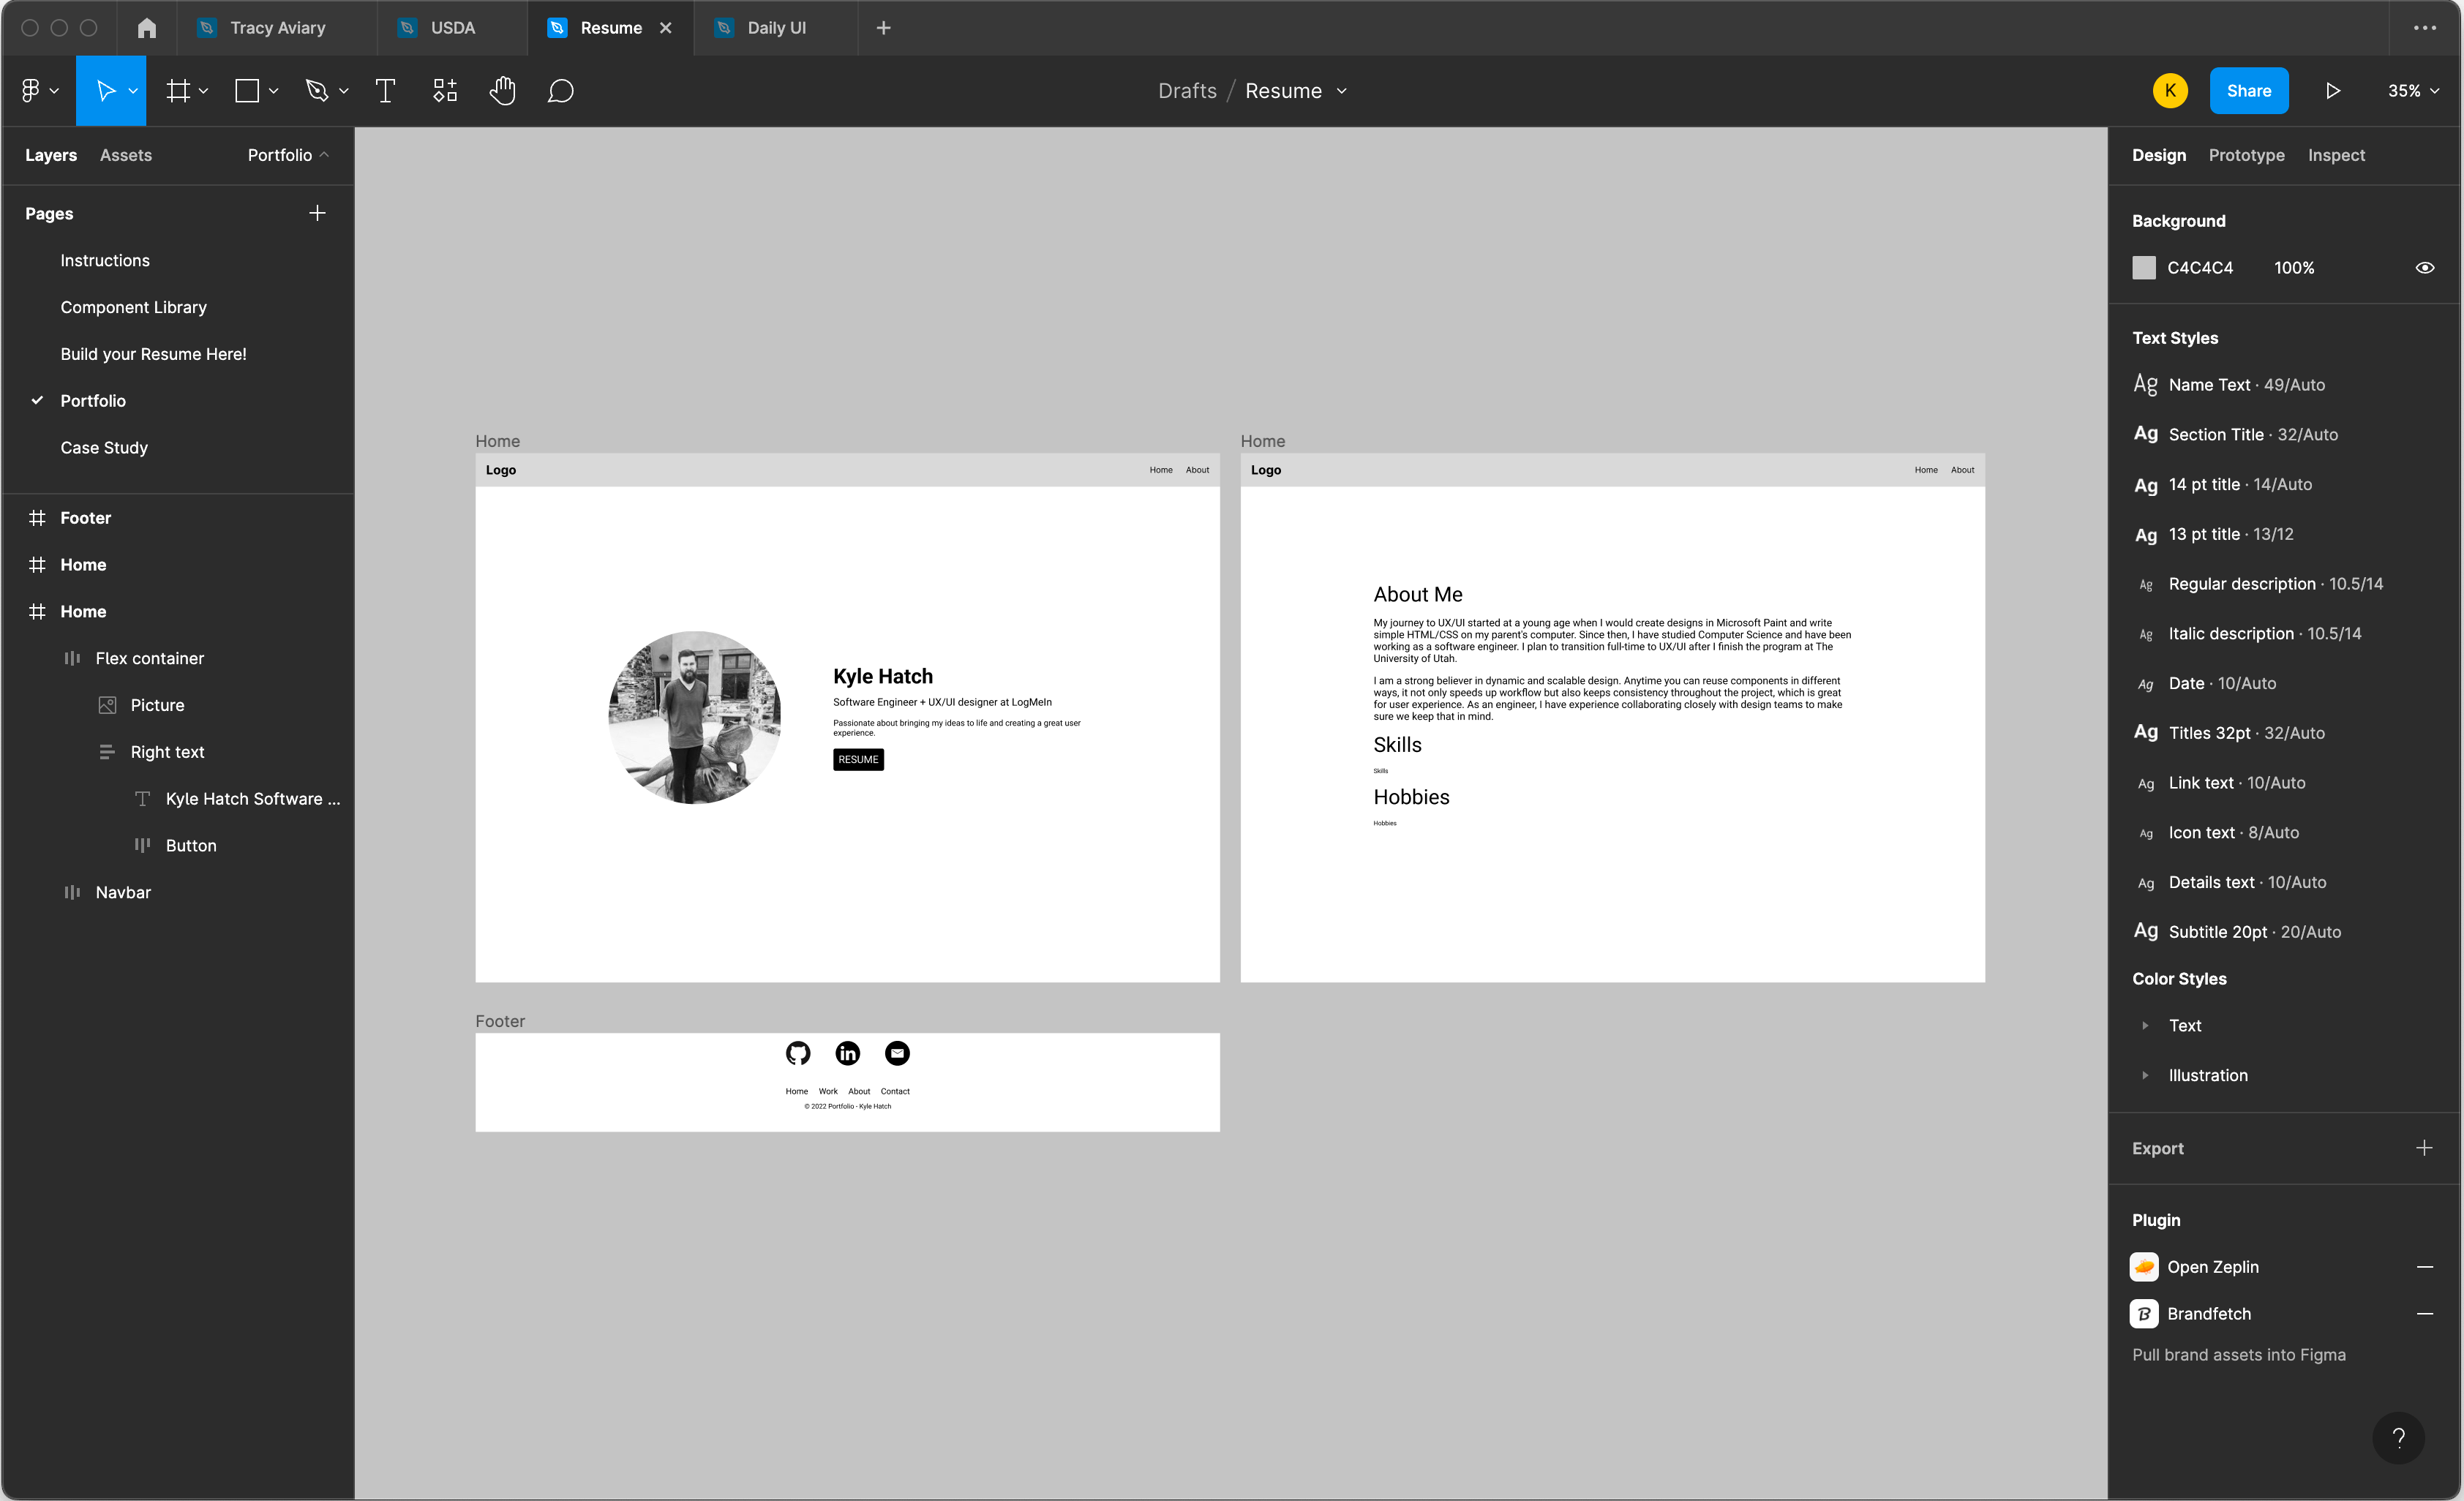 Tracy Aviary
USDA
Resume
Daily UI
Drafts / Resume
K
Share
35%
Layers
Assets
Portfolio
Pages
Instructions
Component Library
Build your Resume Here!
Portfolio
Case Study
Footer
Home
Home
Flex container
Picture
Right text
Kyle Hatch Software ...
Button
Navbar
Home
Logo
Home
About
Kyle Hatch
Software Engineer + UX/UI designer at LogMeIn
Passionate about bringing my ideas to life and creating a great user
experience.
RESUME
Home
Logo
Home
About
About Me
My journey to UX/UI started at a young age when I would create designs in Microsoft Paint and write
simple HTML/CSS on my parent's computer. Since then, I have studied Computer Science and have been
working as a software engineer. I plan to transition full-time to UX/UI after I finish the program at The
University of Utah.
I am a strong believer in dynamic and scalable design. Anytime you can reuse components in different
ways, it not only speeds up workflow but also keeps consistency throughout the project, which is great
for user experience. As an engineer, I have experience collaborating closely with design teams to make
sure we keep that in mind.
Skills
Skills
Hobbies
Hobbies
Footer
in
Home Work About Contact
© 2022 Portfolio - Kyle Hatch
Design
Prototype
Inspect
Background
C4C4C4 100%
Text Styles
Ag Name Text · 49/Auto
Ag Section Title · 32/Auto
Ag 14 pt title · 14/Auto
Ag 13 pt title · 13/12
Ag Regular description · 10.5/14
Ag Italic description · 10.5/14
Ag Date · 10/Auto
Ag Titles 32pt · 32/Auto
Ag Link text · 10/Auto
Ag Icon text · 8/Auto
Ag Details text · 10/Auto
Ag Subtitle 20pt · 20/Auto
Color Styles
Text
Illustration
Export
Plugin
Open Zeplin
B Brandfetch
Pull brand assets into Figma
?